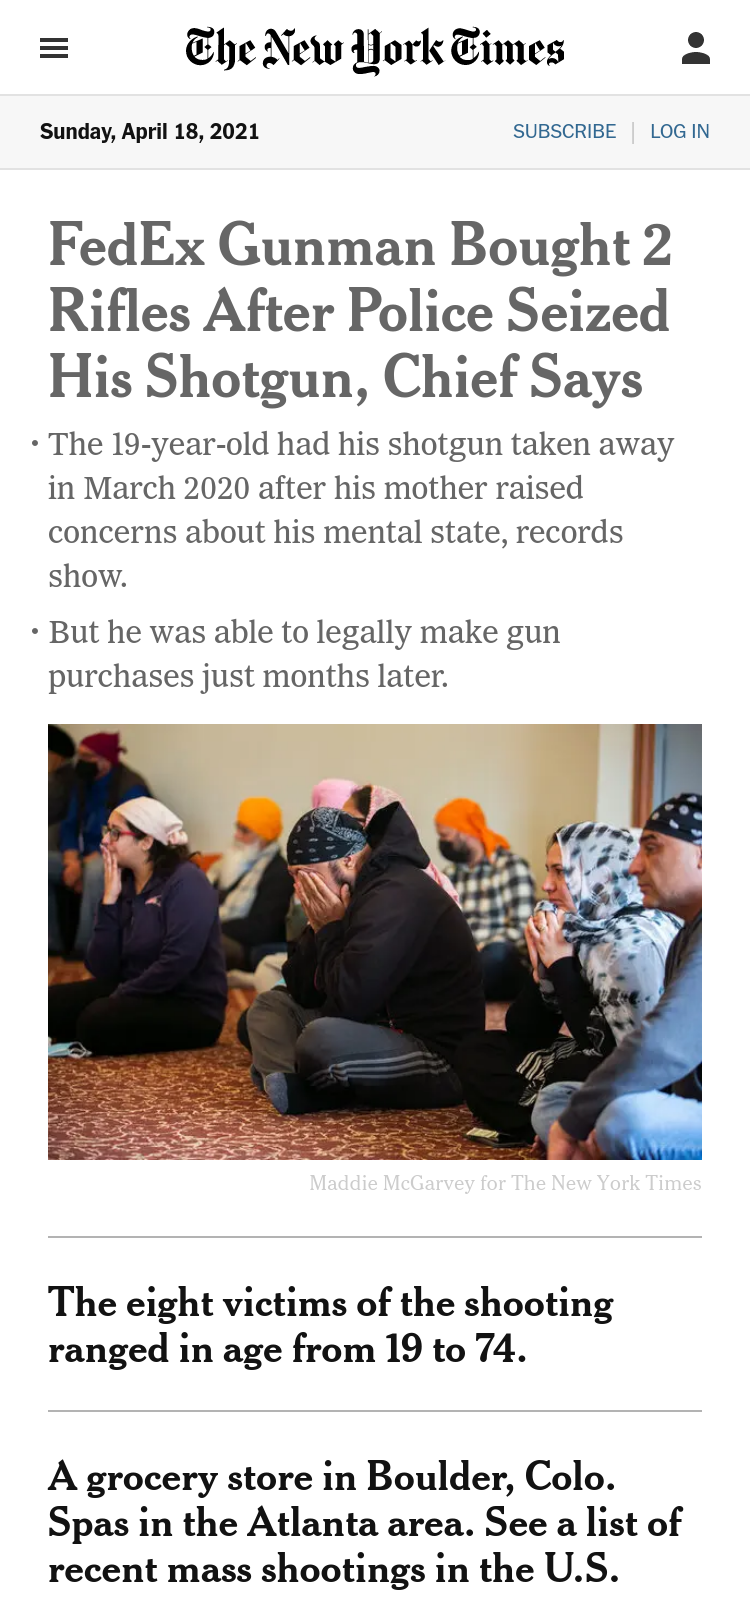 The New York Times
Sunday, April 18, 2021
SUBSCRIBE | LOG IN
FedEx Gunman Bought 2
Rifles After Police Seized
His Shotgun, Chief Says
• The 19-year-old had his shotgun taken away
in March 2020 after his mother raised
concerns about his mental state, records
show.
• But he was able to legally make gun
purchases just months later.
Maddie McGarvey for The New York Times
The eight victims of the shooting
ranged in age from 19 to 74.
A grocery store in Boulder, Colo.
Spas in the Atlanta area. See a list of
recent mass shootings in the U.S.